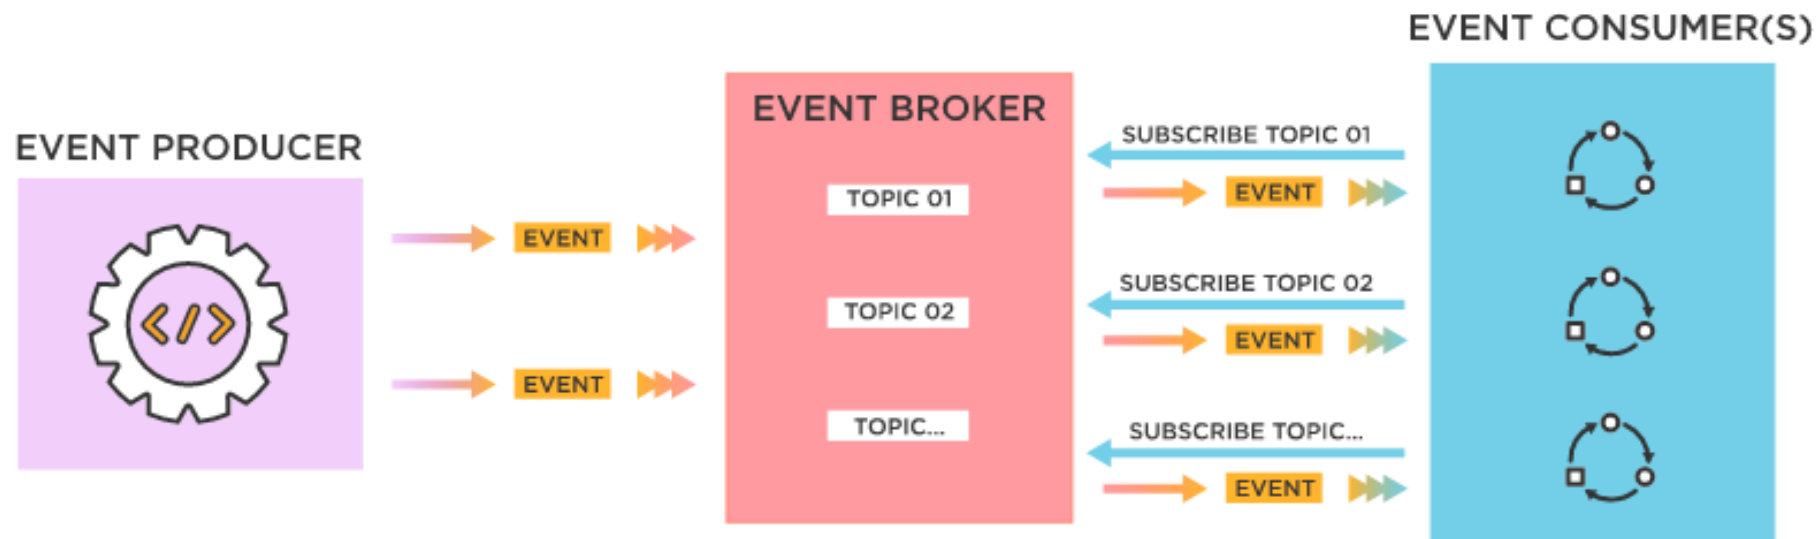 EVENT CONSUMER(S)
EVENT BROKER
EVENT PRODUCER
SUBSCRIBE TOPIC 01
TOPIC 01
EVENT
EVENT
SUBSCRIBE TOPIC 02
TOPIC 02
EVENT
EVENT
TOPIC...
SUBSCRIBE TOPIC...
EVENT